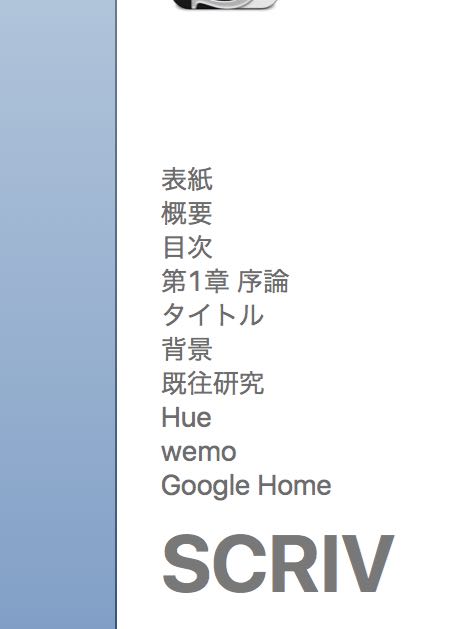 表紙
概要
目次
第1章 序論
タイトル
背景
既往研究
Hue
wemo
Google Home
SCRIV